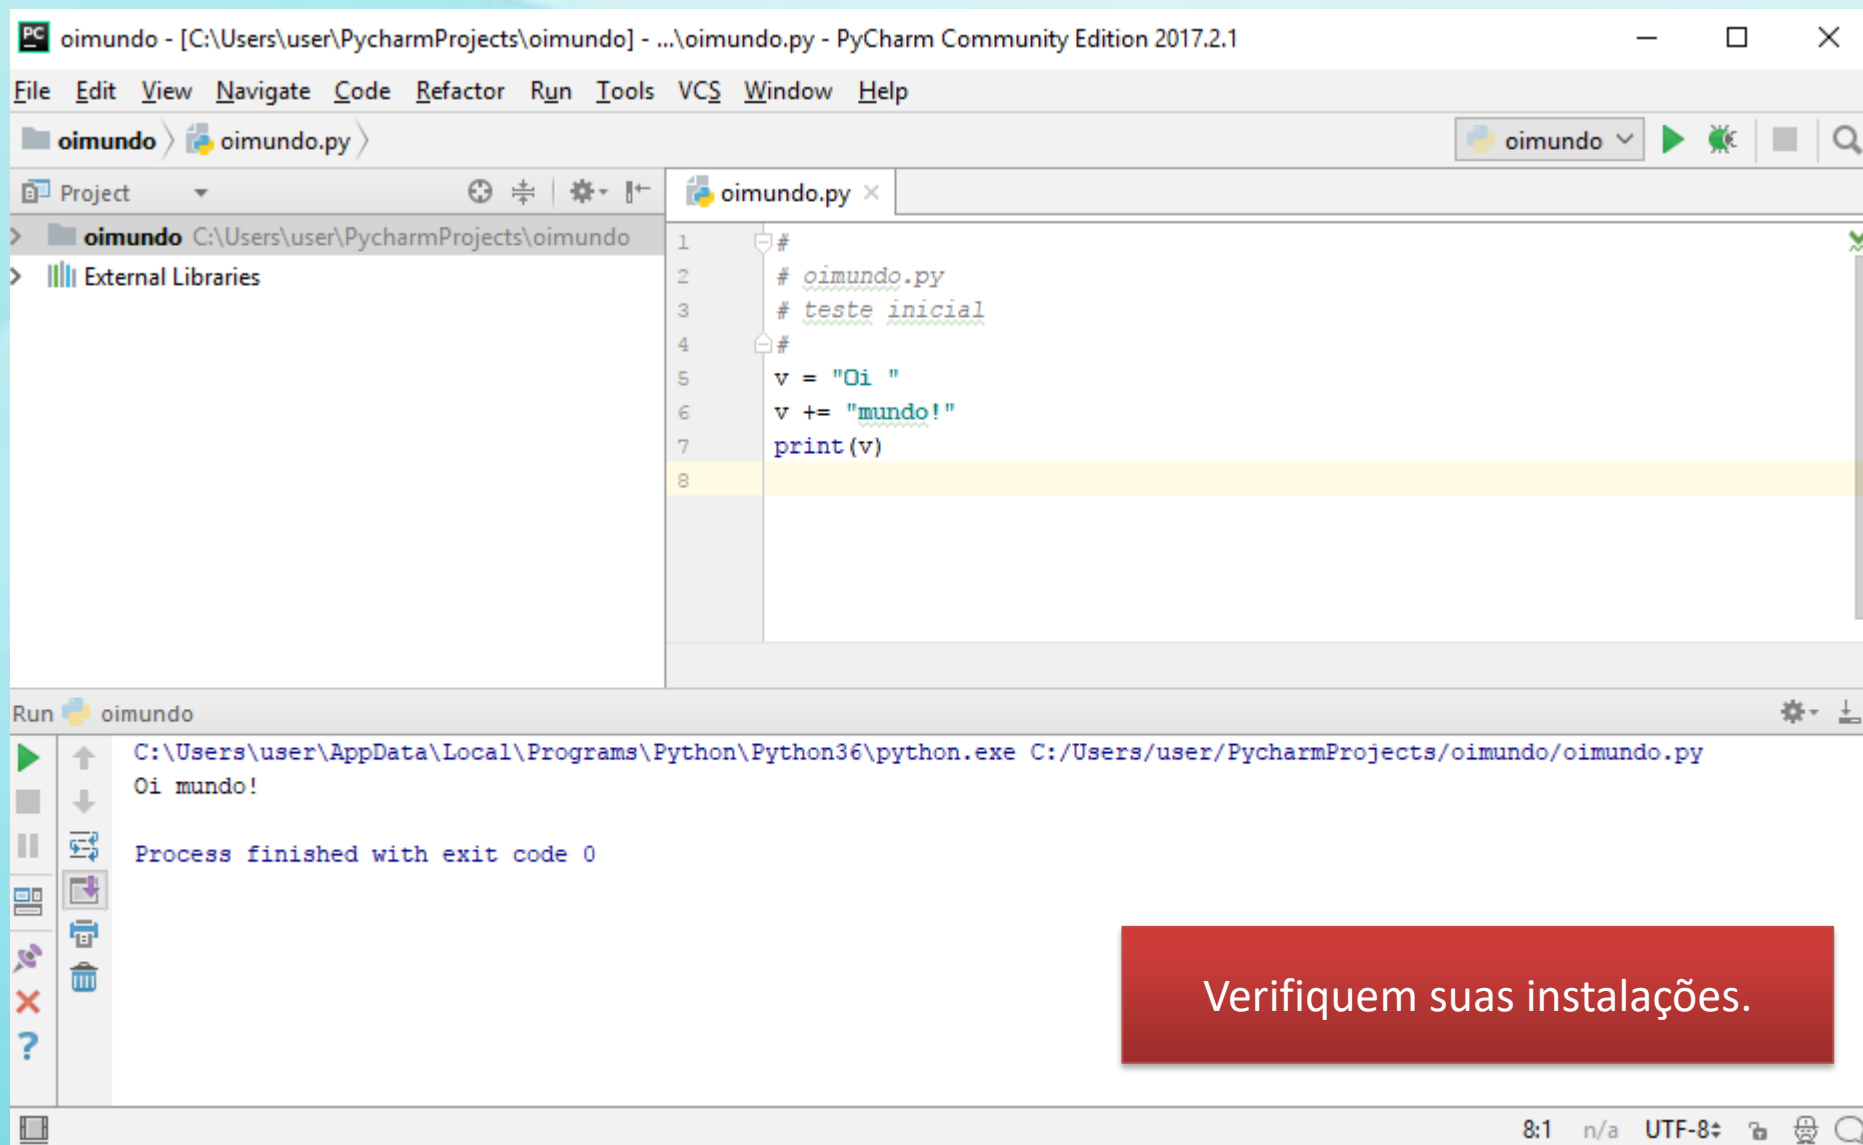 oimundo - [C:\Users\user\PycharmProjects\oimundo] - ...\oimundo.py - PyCharm Community Edition 2017.2.1
File Edit View Navigate Code Refactor Run Tools VCS Window Help
oimundo oimundo.py
oimundo
Project
oimundo.py
oimundo C:\Users\user\PycharmProjects\oimundo
External Libraries
1 #
2 # oimundo.py
3 # teste inicial
4 #
5 v = "Oi "
6 v += "mundo!"
7 print(v)
8
Run oimundo
C:\Users\user\AppData\Local\Programs\Python\Python36\python.exe C:/Users/user/PycharmProjects/oimundo/oimundo.py
Oi mundo!
Process finished with exit code 0
Verifiquem suas instalações.
8:1 n/a UTF-8